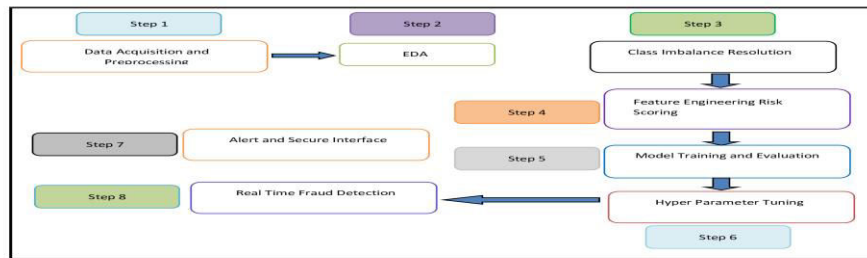 Step 1
Step 2
Step 3
Data Acquisition and
Preprocessing
EDA
Class Imbalance Resolution
Step 4
Feature Engineering Risk
Scoring
Step 7
Alert and Secure Interface
Step 5
Model Training and Evaluation
Step 8
Real Time Fraud Detection
Hyper Parameter Tuning
Step 6